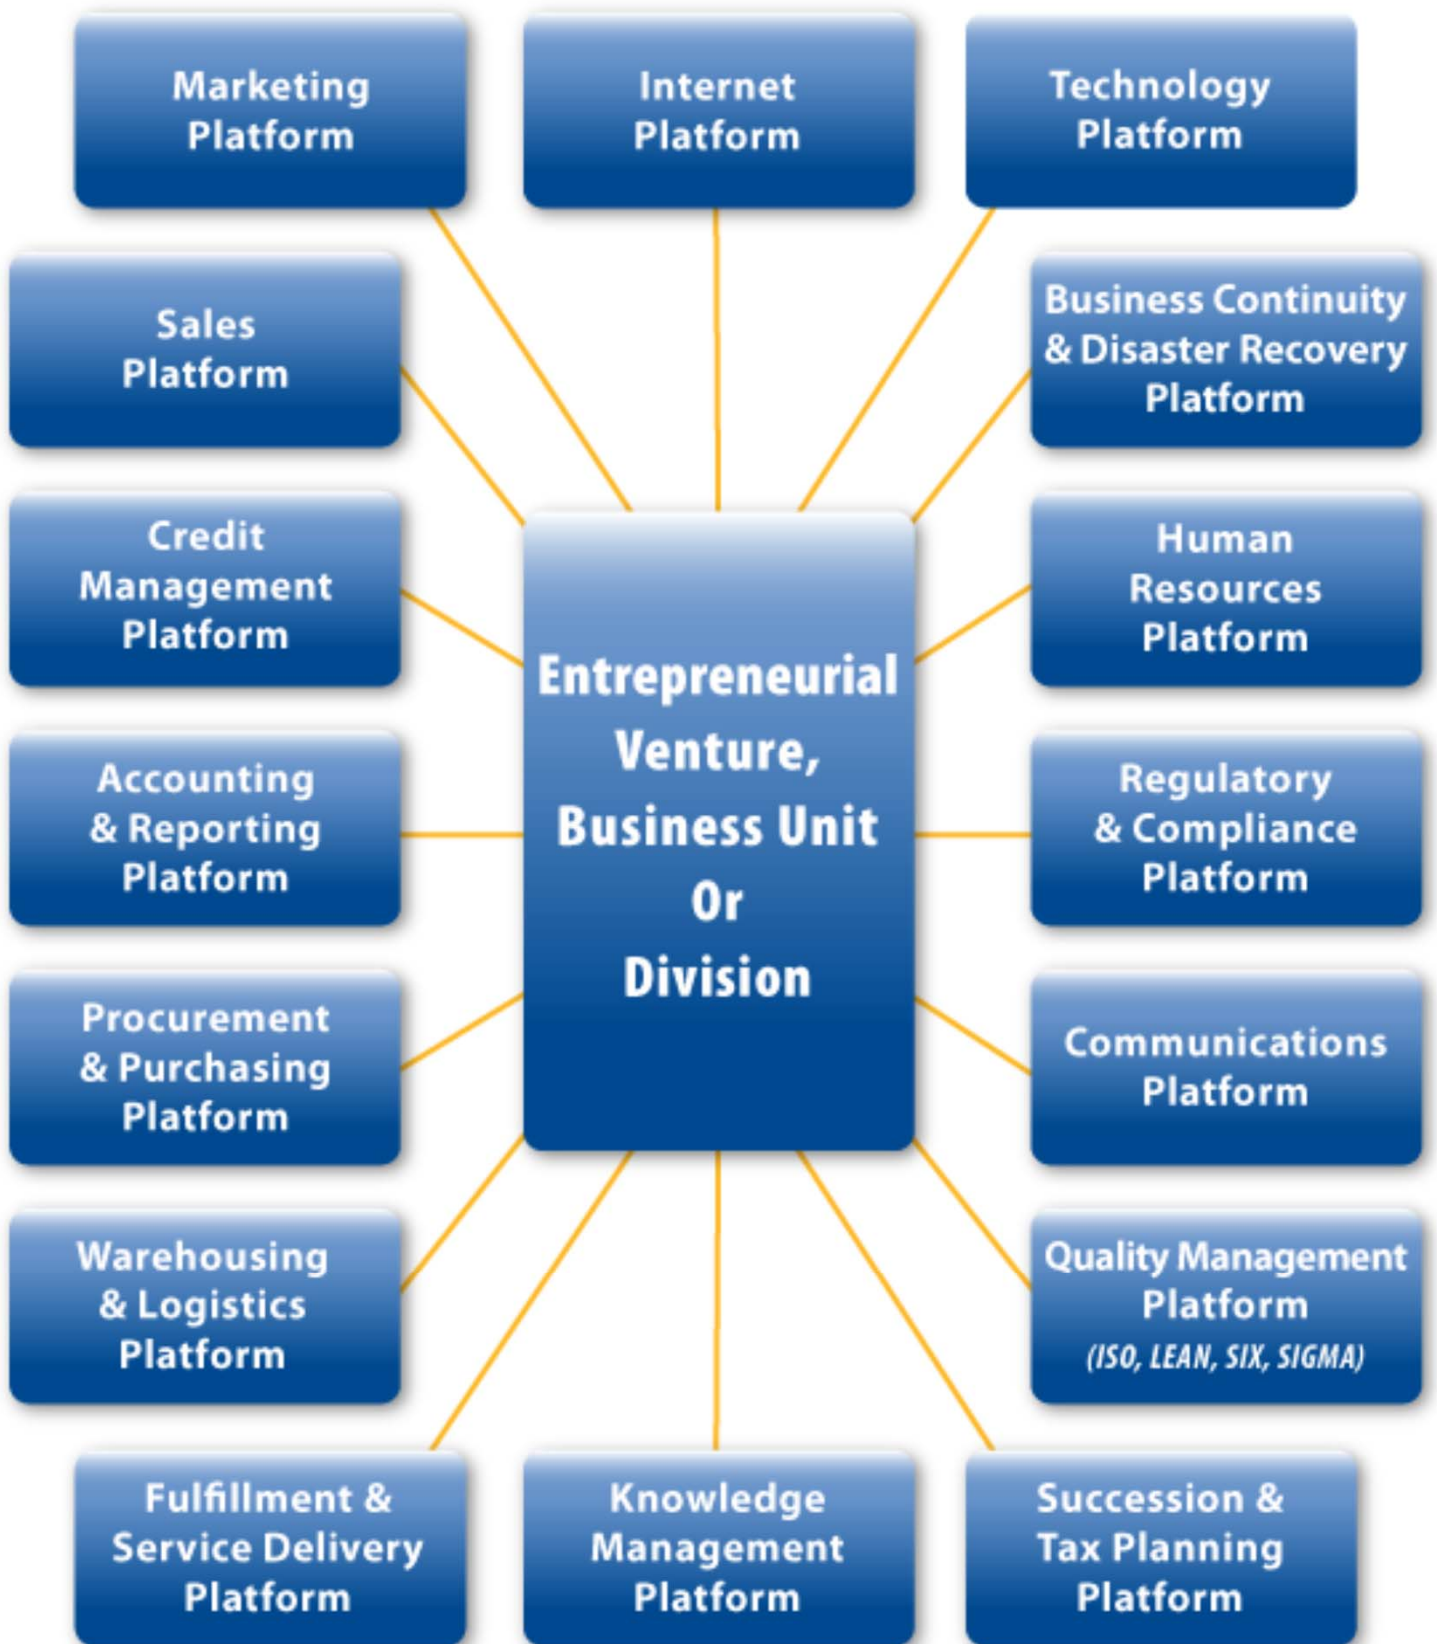 Marketing
Platform
Internet
Platform
Technology
Platform
Sales
Platform
Business Continuity
& Disaster Recovery
Platform
Credit
Management
Platform
Human
Resources
Platform
Entrepreneurial
Venture,
Business Unit
Or
Division
Accounting
& Reporting
Platform
Regulatory
& Compliance
Platform
Procurement
& Purchasing
Platform
Communications
Platform
Warehousing
& Logistics
Platform
Quality Management
Platform
(ISO, LEAN, SIX, SIGMA)
Fulfillment &
Service Delivery
Platform
Knowledge
Management
Platform
Succession &
Tax Planning
Platform